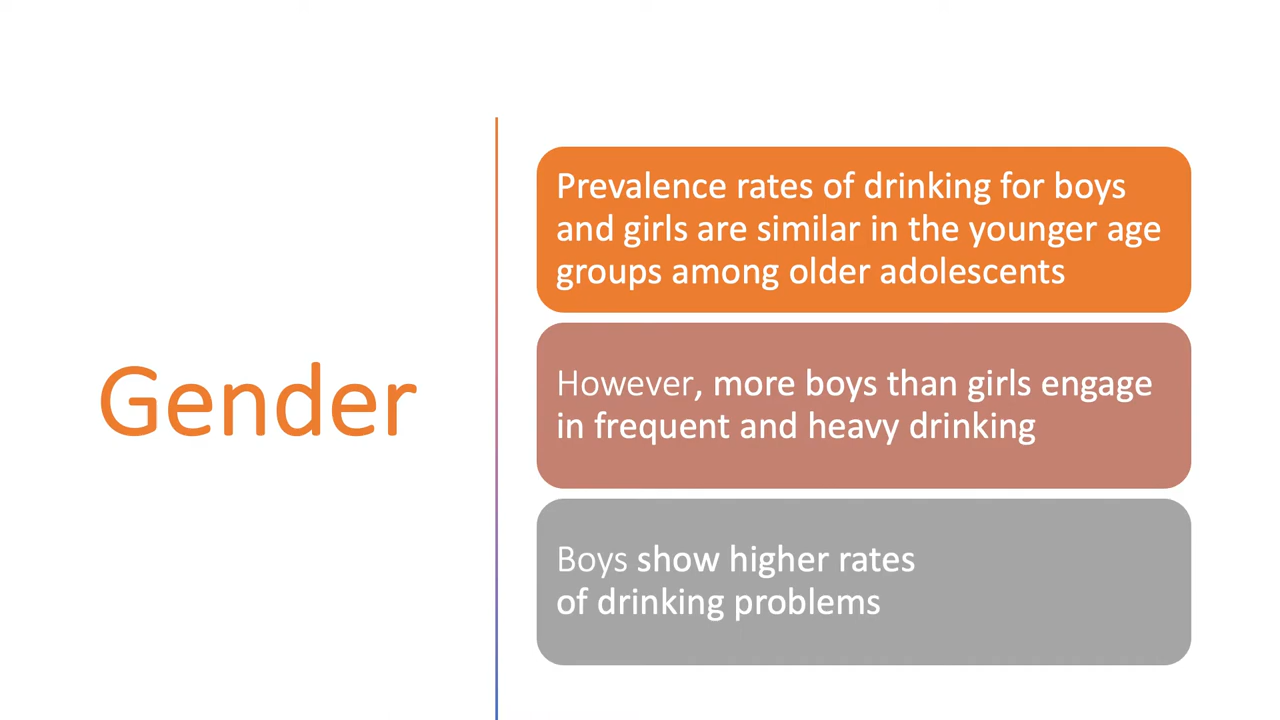 Gender
Prevalence rates of drinking for boys
and girls are similar in the younger age
groups among older adolescents
However, more boys than girls engage
in frequent and heavy drinking
Boys show higher rates
of drinking problems